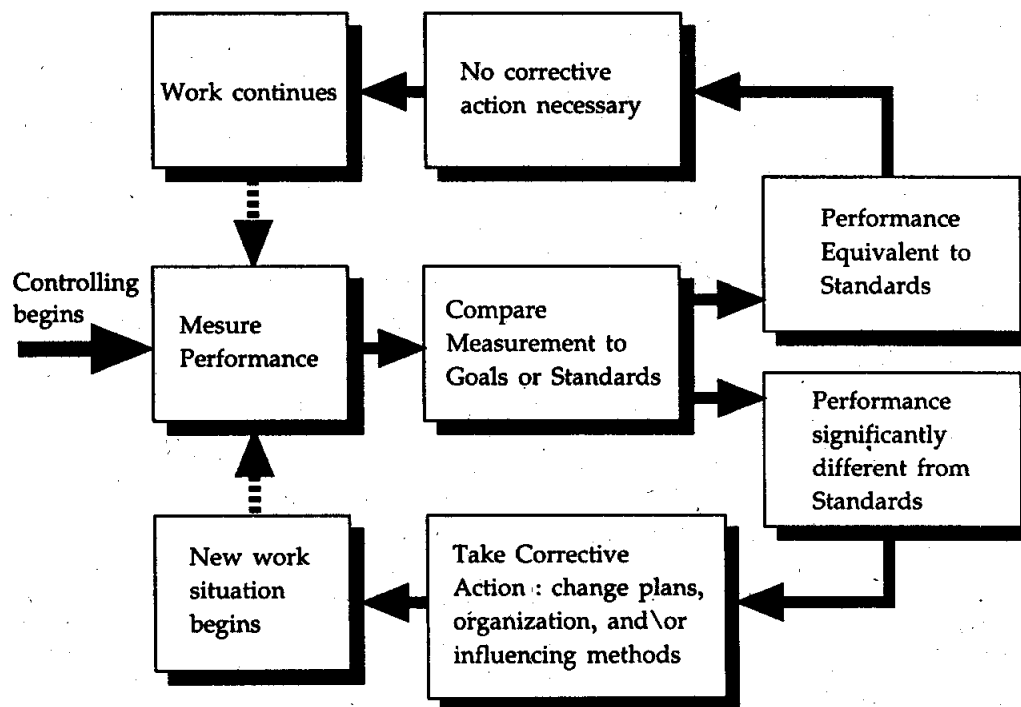 Work continues
No corrective
action necessary
Performance
Equivalent to
Standards
Controlling
begins
Mesure
Performance
Compare
Measurement to
Goals or Standards
Performance
significantly
different from
Standards
New work
situation
begins
Take Corrective
Action : change plans,
organization, and\or
influencing methods